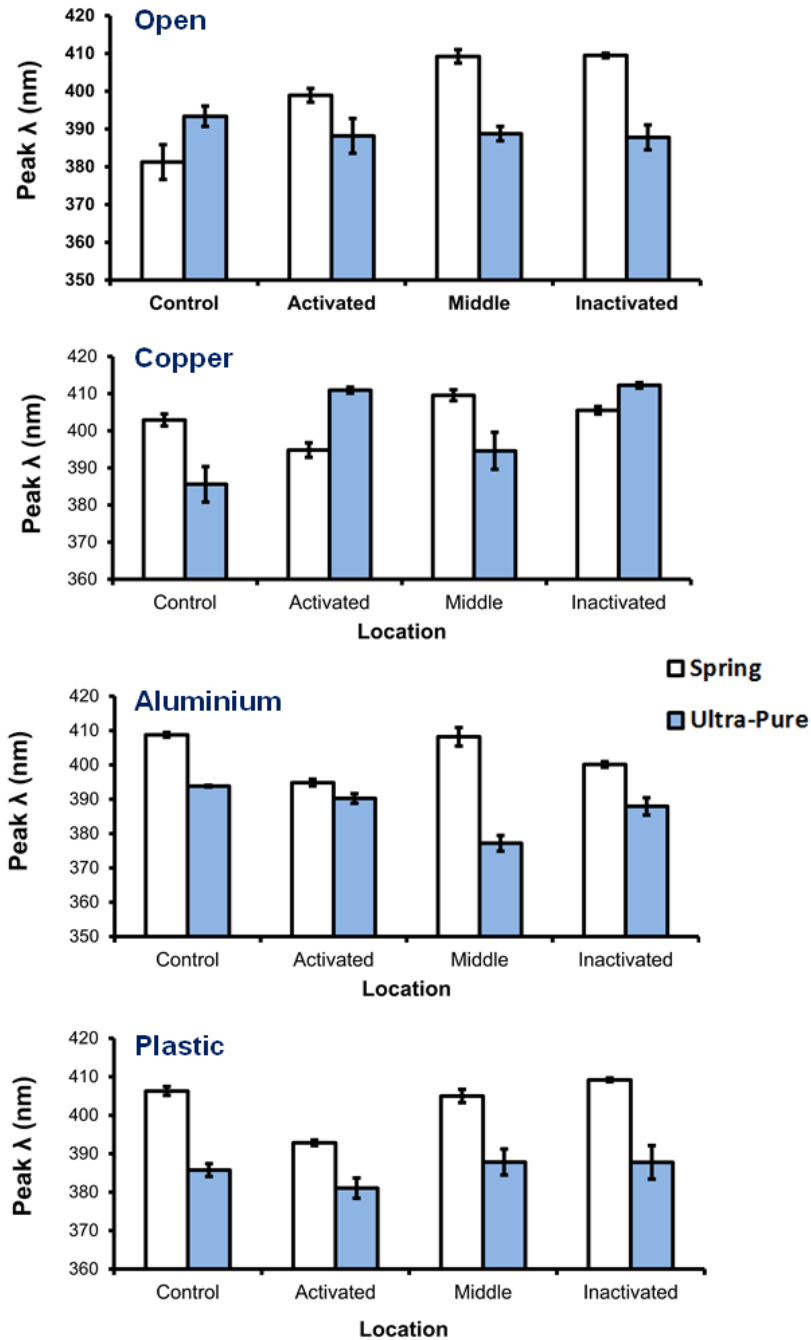 Open
Peak λ (nm)
420
410
400
390
380
370
360
350
Control Activated Middle Inactivated
Copper
Peak λ (nm)
420
410
400
390
380
370
360
Control Activated Middle Inactivated
Location
Spring
Ultra-Pure
Aluminium
Peak λ (nm)
420
410
400
390
380
370
360
350
Control Activated Middle Inactivated
Location
Plastic
Peak λ (nm)
420
410
400
390
380
370
360
Control Activated Middle Inactivated
Location